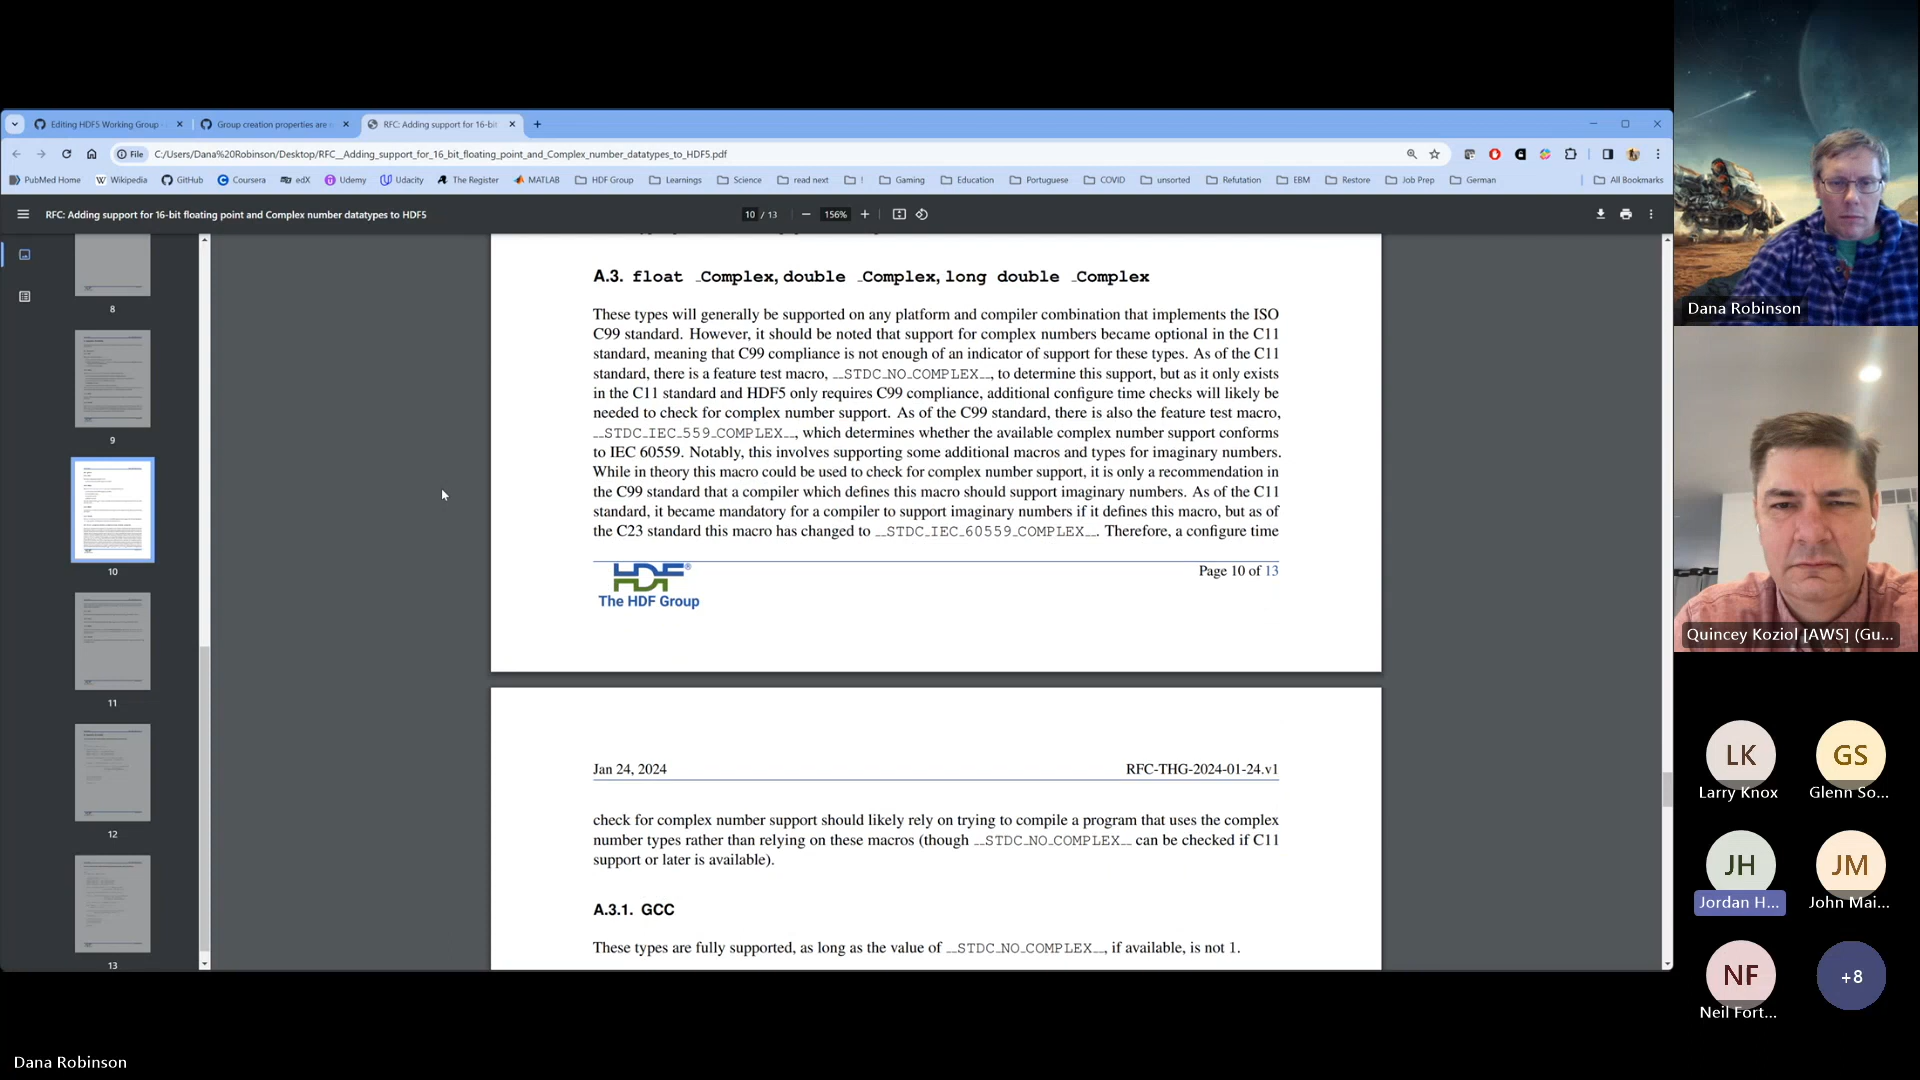 Editing HDF5 Working Group
Group creation properties are
RFC: Adding support for 16-bit
File
C:/Users/Dana%20Robinson/Desktop/RFC__Adding_support_for_16_bit_floating_point_and_Complex_number_datatypes_to_HDF5.pdf
PubMed Home
Wikipedia
GitHub
Coursera
edX
Udemy
Udacity
The Register
MATLAB
HDF Group
Learnings
Science
read next
!
Gaming
Education
Portuguese
COVID
unsorted
Refutation
EBM
Restore
Job Prep
German
All Bookmarks
RFC: Adding support for 16-bit floating point and Complex number datatypes to HDF5
10 / 13
156%
8
9
10
11
12
13
A.3. float _Complex, double _Complex, long double _Complex
These types will generally be supported on any platform and compiler combination that implements the ISO
C99 standard. However, it should be noted that support for complex numbers became optional in the C11
standard, meaning that C99 compliance is not enough of an indicator of support for these types. As of the C11
standard, there is a feature test macro, __STDC_NO_COMPLEX__, to determine this support, but as it only exists
in the C11 standard and HDF5 only requires C99 compliance, additional configure time checks will likely be
needed to check for complex number support. As of the C99 standard, there is also the feature test macro,
__STDC_IEC_559_COMPLEX__, which determines whether the available complex number support conforms
to IEC 60559. Notably, this involves supporting some additional macros and types for imaginary numbers.
While in theory this macro could be used to check for complex number support, it is only a recommendation in
the C99 standard that a compiler which defines this macro should support imaginary numbers. As of the C11
standard, it became mandatory for a compiler to support imaginary numbers if it defines this macro, but as of
the C23 standard this macro has changed to __STDC_IEC_60559_COMPLEX__. Therefore, a configure time
HDF®
The HDF Group
Page 10 of 13
Jan 24, 2024
RFC-THG-2024-01-24.v1
check for complex number support should likely rely on trying to compile a program that uses the complex
number types rather than relying on these macros (though __STDC_NO_COMPLEX__ can be checked if C11
support or later is available).
A.3.1. GCC
These types are fully supported, as long as the value of __STDC_NO_COMPLEX__, if available, is not 1.
Dana Robinson
Quincey Koziol [AWS] (Gu...
LK
Larry Knox
GS
Glenn So...
JH
Jordan H...
JM
John Mai...
NF
Neil Fort...
+8
Dana Robinson